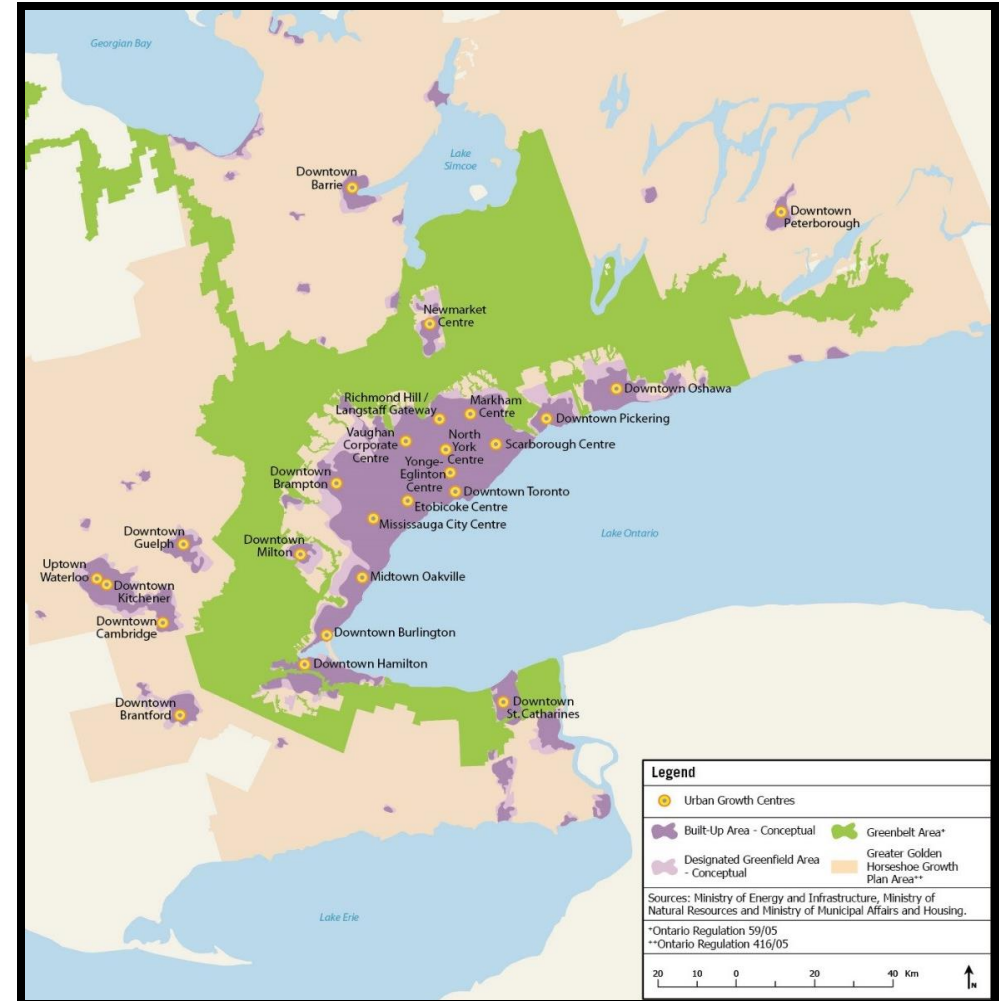 Georgian Bay
Lake
Simcoe
Downtown
Barrie
Downtown
Peterborough
Newmarket
Centre
Downtown Oshawa
Richmond Hill /
Langstaff Gateway
Markham
Centre
Downtown Pickering
Vaughan
Corporate
Centre
North
York
Centre
Scarborough Centre
Yonge-
Eglinton
Centre
Downtown
Brampton
Downtown Toronto
Etobicoke Centre
Mississauga City Centre
Lake Ontario
Downtown
Guelph
Downtown
Milton
Uptown
Waterloo
Downtown
Kitchener
Midtown Oakville
Downtown
Cambridge
Downtown Burlington
Downtown Hamilton
Downtown
Brantford
Downtown
St. Catharines
Lake Erie
Legend
Urban Growth Centres
Built-Up Area - Conceptual
Greenbelt Area*
Designated Greenfield Area
- Conceptual
Greater Golden
Horseshoe Growth
Plan Area**
Sources: Ministry of Energy and Infrastructure, Ministry of
Natural Resources and Ministry of Municipal Affairs and Housing.
*Ontario Regulation 59/05
**Ontario Regulation 416/05
20 10 0 20 40 Km
N